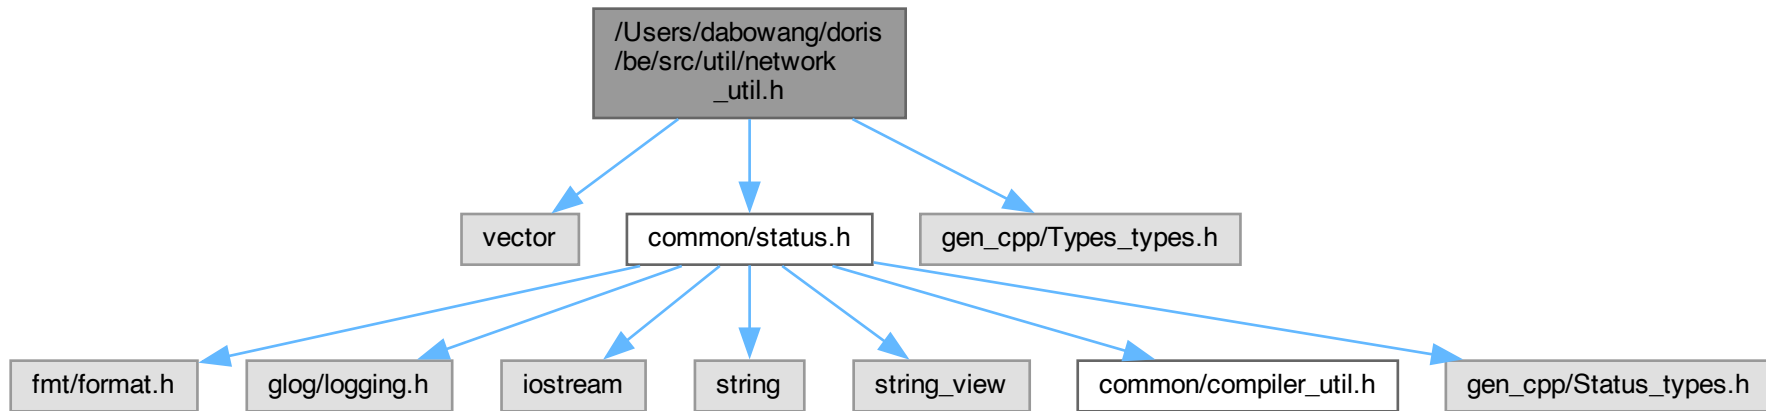 /Users/dabowang/doris
/be/src/util/network
_util.h
vector
common/status.h
gen_cpp/Types_types.h
fmt/format.h
glog/logging.h
iostream
string
string_view
common/compiler_util.h
gen_cpp/Status_types.h